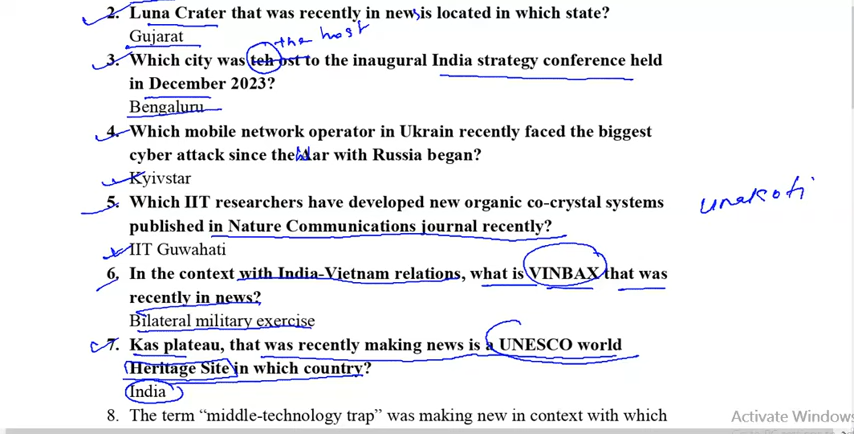 2. Luna Crater that was recently in news, is located in which state?
Gujarat
the host
3. Which city was teh ost to the inaugural India strategy conference held
in December 2023?
Bengaluru
4. Which mobile network operator in Ukrain recently faced the biggest
cyber attack since the War with Russia began?
Kyivstar
5. Which IIT researchers have developed new organic co-crystal systems
unakoti
published in Nature Communications journal recently?
IIT Guwahati
6. In the context with India-Vietnam relations, what is VINBAX that was
recently in news?
Bilateral military exercise
7. Kas plateau, that was recently making news is a UNESCO world
Heritage Site in which country?
India
8. The term “middle-technology trap” was making new in context with which
Activate Windows